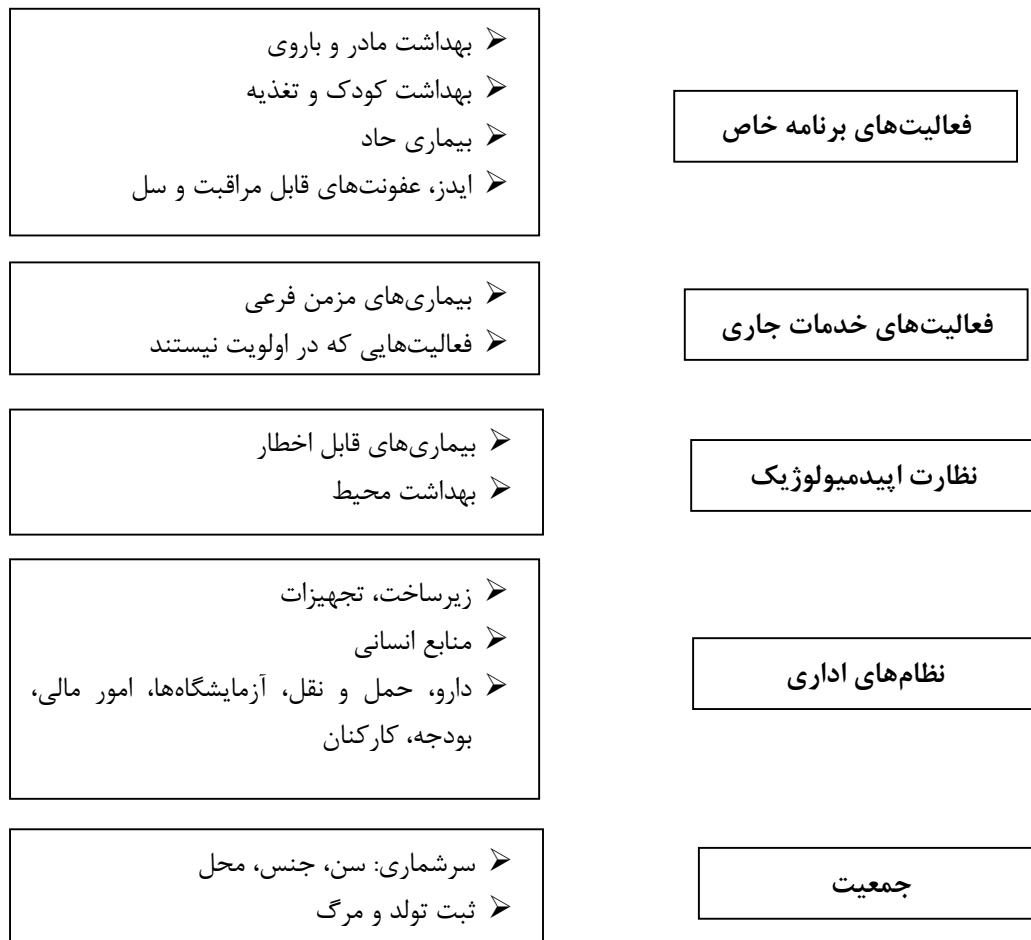 فعالیت‌های برنامه خاص
➢ بهداشت مادر و باروی
➢ بهداشت کودک و تغذیه
➢ بیماری حاد
➢ ایدز، عفونت‌های قابل مراقبت و سل
فعالیت‌های خدمات جاری
➢ بیماری‌های مزمن فرعی
➢ فعالیت‌هایی که در اولویت نیستند
نظارت اپیدمیولوژیک
➢ بیماری‌های قابل اخطار
➢ بهداشت محیط
نظام‌های اداری
➢ زیرساخت، تجهیزات
➢ منابع انسانی
➢ دارو، حمل و نقل، آزمایشگاه‌ها، امور مالی،
بودجه، کارکنان
جمعیت
➢ سرشماری: سن، جنس، محل
➢ ثبت تولد و مرگ